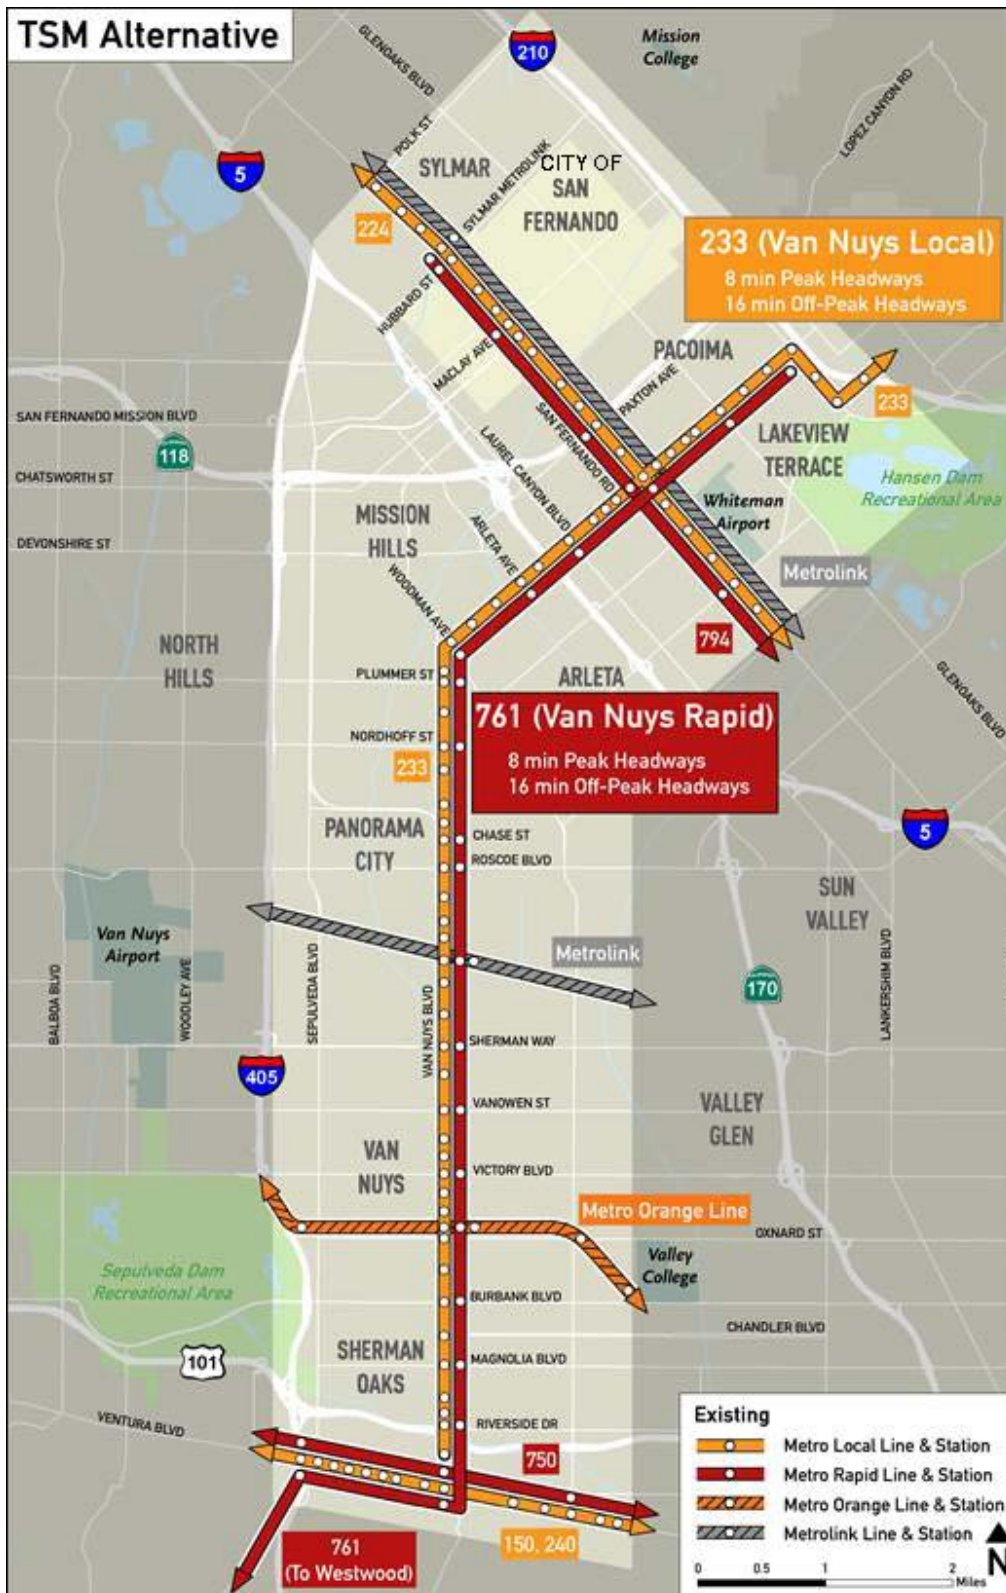 TSM Alternative
GLENOAKS BLVD
210
Mission
College
LOPEZ CANYON RD
POLK ST
5
SYLMAR
SYLMAR METROLINK
CITY OF
SAN
FERNANDO
224
233 (Van Nuys Local)
8 min Peak Headways
16 min Off-Peak Headways
HUBBARD ST
MACLAY AVE
PACOIMA
PAXTON AVE
233
SAN FERNANDO MISSION BLVD
118
SAN FERNANDO RD
LAKEVIEW
TERRACE
LAUREL CANYON BLVD
CHATSWORTH ST
Hansen Dam
Recreational Area
Whiteman
Airport
MISSION
HILLS
ARLETA AVE
DEVONSHIRE ST
Metrolink
WOODMAN AVE
NORTH
HILLS
794
PLUMMER ST
ARLETA
GLENOAKS BLVD
761 (Van Nuys Rapid)
8 min Peak Headways
16 min Off-Peak Headways
NORDHOFF ST
233
PANORAMA
CITY
CHASE ST
ROSCOE BLVD
5
SUN
VALLEY
Van Nuys
Airport
Metrolink
170
BALBOA BLVD
WOODLEY AVE
SEPULVEDA BLVD
VAN NUYS BLVD
LANKERSHIM BLVD
SHERMAN WAY
405
VANOWEN ST
VALLEY
GLEN
VAN
NUYS
VICTORY BLVD
Metro Orange Line
OXNARD ST
Valley
College
Sepulveda Dam
Recreational Area
BURBANK BLVD
CHANDLER BLVD
SHERMAN
OAKS
MAGNOLIA BLVD
101
VENTURA BLVD
RIVERSIDE DR
750
150, 240
761
(To Westwood)
Existing
Metro Local Line & Station
Metro Rapid Line & Station
Metro Orange Line & Station
Metrolink Line & Station
N
0 0.5 1 2
Miles